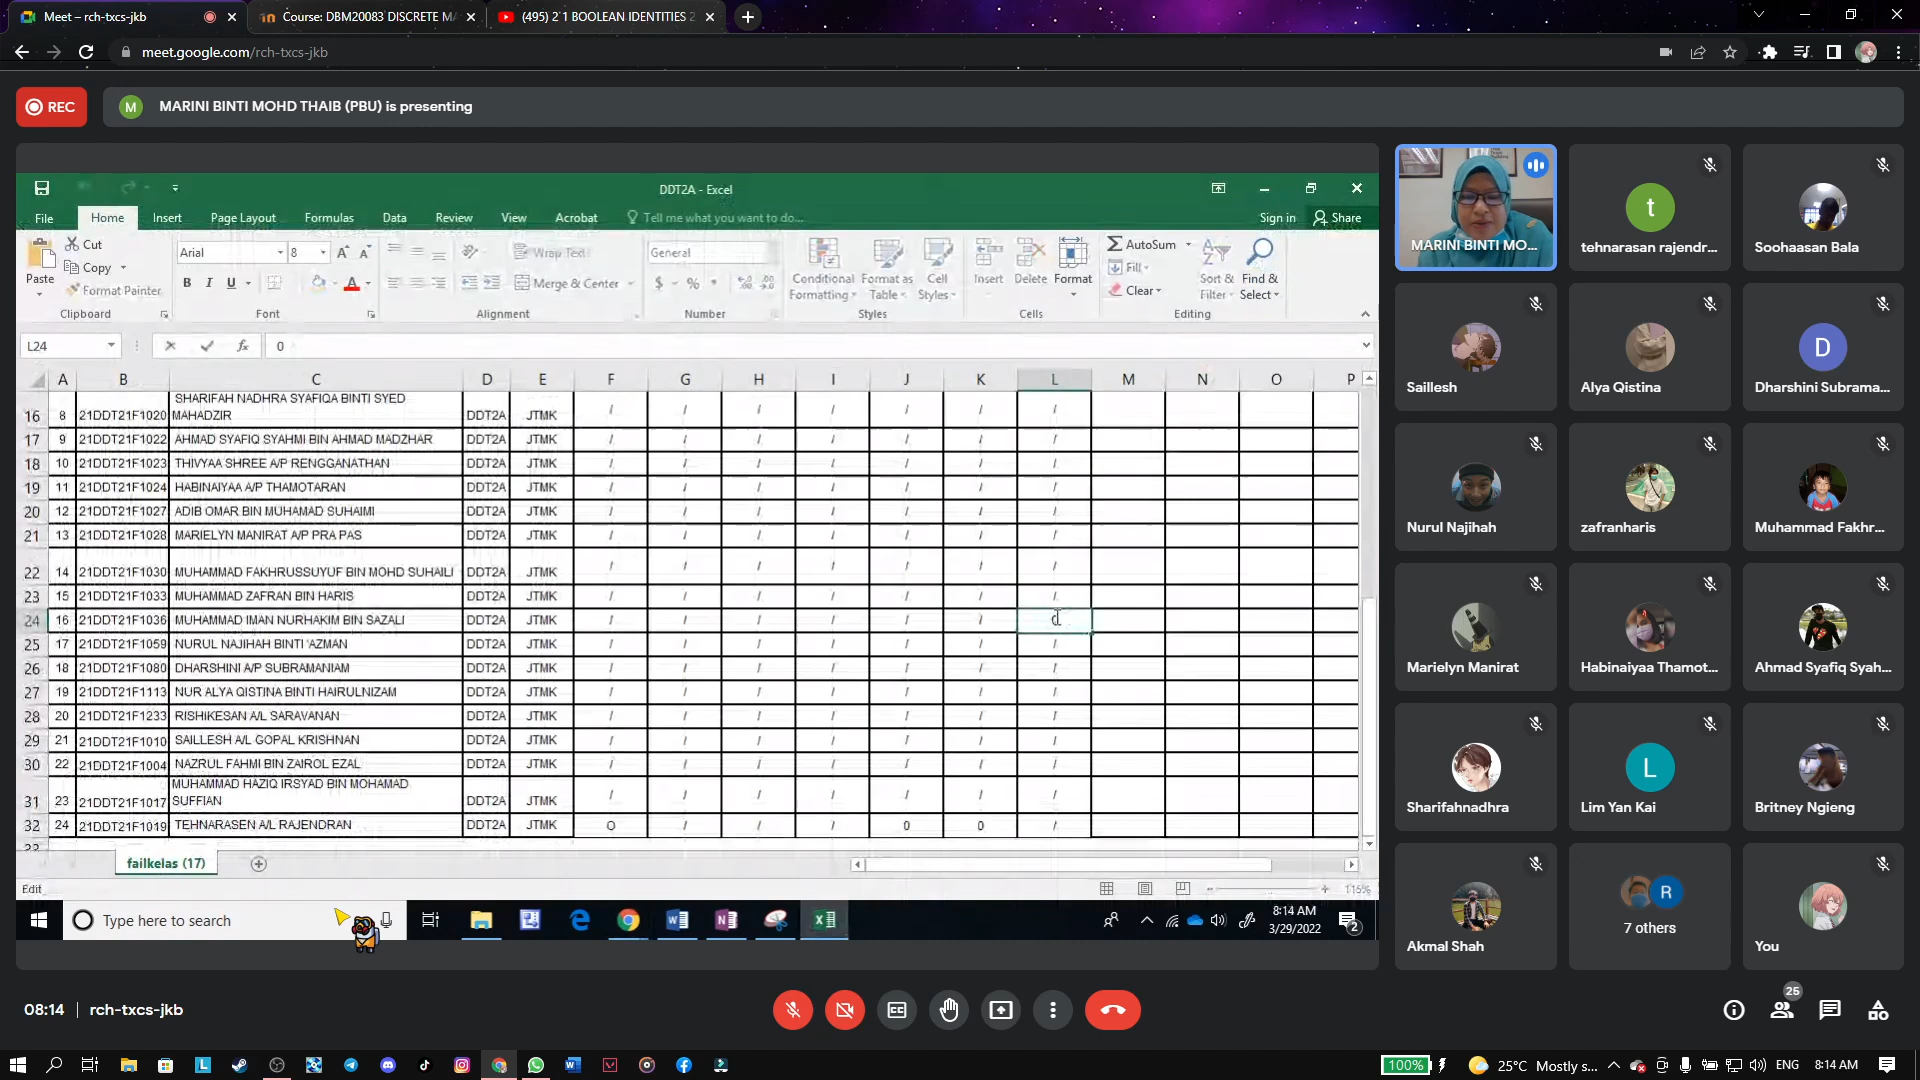 Meet – rch-txcs-jkb
Course: DBM20083 DISCRETE MA
(495) 2 1 BOOLEAN IDENTITIES 2
meet.google.com/rch-txcs-jkb
REC
M
MARINI BINTI MOHD THAIB (PBU) is presenting
DDT2A - Excel
File Home Insert Page Layout Formulas Data Review View Acrobat Tell me what you want to do... Sign in Share
Paste
Cut
Copy
Format Painter
Clipboard
Arial 8
B I U
Font
Wrap Text
Merge & Center
Alignment
General
$ %
Number
Conditional Formatting
Format as Table
Cell Styles
Styles
Insert Delete Format
Cells
AutoSum
Fill
Clear
Sort & Filter
Find & Select
Editing
L24 fx 0
A B C D E F G H I J K L M N O P
16 8 21DDT21F1020 SHARIFAH NADHRA SYAFIQA BINTI SYED MAHADZIR DDT2A JTMK / / / / / / /
17 9 21DDT21F1022 AHMAD SYAFIQ SYAHMI BIN AHMAD MADZHAR DDT2A JTMK / / / / / / /
18 10 21DDT21F1023 THIVYAA SHREE A/P RENGGANATHAN DDT2A JTMK / / / / / / /
19 11 21DDT21F1024 HABINAIYAA A/P THAMOTARAN DDT2A JTMK / / / / / / /
20 12 21DDT21F1027 ADIB OMAR BIN MUHAMAD SUHAIMI DDT2A JTMK / / / / / / /
21 13 21DDT21F1028 MARIELYN MANIRAT A/P PRA PAS DDT2A JTMK / / / / / / /
22 14 21DDT21F1030 MUHAMMAD FAKHRUSSUYUF BIN MOHD SUHAILI DDT2A JTMK / / / / / / /
23 15 21DDT21F1033 MUHAMMAD ZAFRAN BIN HARIS DDT2A JTMK / / / / / / /
24 16 21DDT21F1036 MUHAMMAD IMAN NURHAKIM BIN SAZALI DDT2A JTMK / / / / / / 0
25 17 21DDT21F1059 NURUL NAJIHAH BINTI 'AZMAN DDT2A JTMK / / / / / / /
26 18 21DDT21F1080 DHARSHINI A/P SUBRAMANIAM DDT2A JTMK / / / / / / /
27 19 21DDT21F1113 NUR ALYA QISTINA BINTI HAIRULNIZAM DDT2A JTMK / / / / / / /
28 20 21DDT21F1233 RISHIKESAN A/L SARAVANAN DDT2A JTMK / / / / / / /
29 21 21DDT21F1010 SAILLESH A/L GOPAL KRISHNAN DDT2A JTMK / / / / / / /
30 22 21DDT21F1004 NAZRUL FAHMI BIN ZAIROL EZAL DDT2A JTMK / / / / / / /
31 23 21DDT21F1017 MUHAMMAD HAZIQ IRSYAD BIN MOHAMAD SUFFIAN DDT2A JTMK / / / / / / /
32 24 21DDT21F1019 TEHNARASEN A/L RAJENDRAN DDT2A JTMK O / / / 0 0 /
33
failkelas (17)
Edit
116%
Type here to search
8:14 AM
3/29/2022
2
MARINI BINTI MO...
t
tehnarasan rajendr...
Soohaasan Bala
Saillesh
Alya Qistina
D
Dharshini Subrama...
Nurul Najihah
zafranharis
Muhammad Fakhr...
Marielyn Manirat
Habinaiyaa Thamot...
Ahmad Syafiq Syah...
Sharifahnadhra
L
Lim Yan Kai
Britney Ngieng
Akmal Shah
R
7 others
You
08:14 | rch-txcs-jkb
25
100%
25°C Mostly s...
ENG
8:14 AM